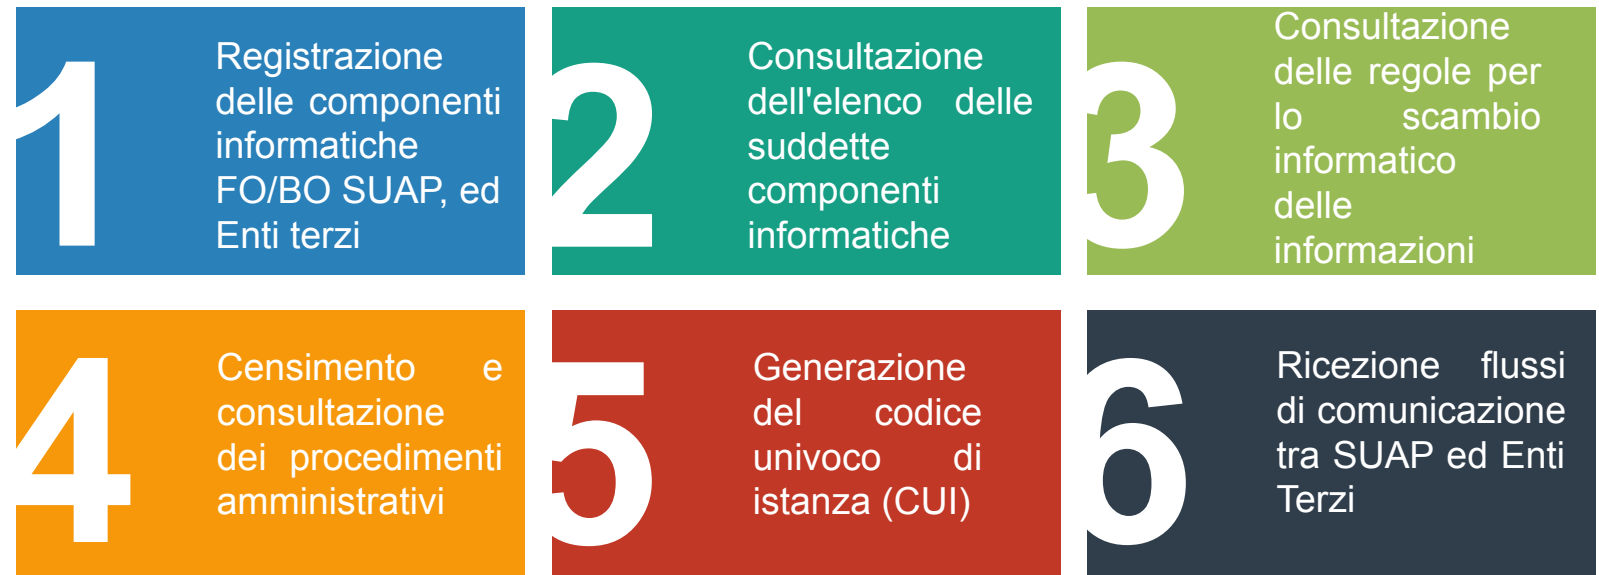 1
Registrazione
delle componenti
informatiche
FO/BO SUAP, ed
Enti terzi
2
Consultazione
dell'elenco delle
suddette
componenti
informatiche
3
Consultazione
delle regole per
lo scambio
informatico
delle
informazioni
4
Censimento e
consultazione
dei procedimenti
amministrativi
5
Generazione
del codice
univoco di
istanza (CUI)
6
Ricezione flussi
di comunicazione
tra SUAP ed Enti
Terzi